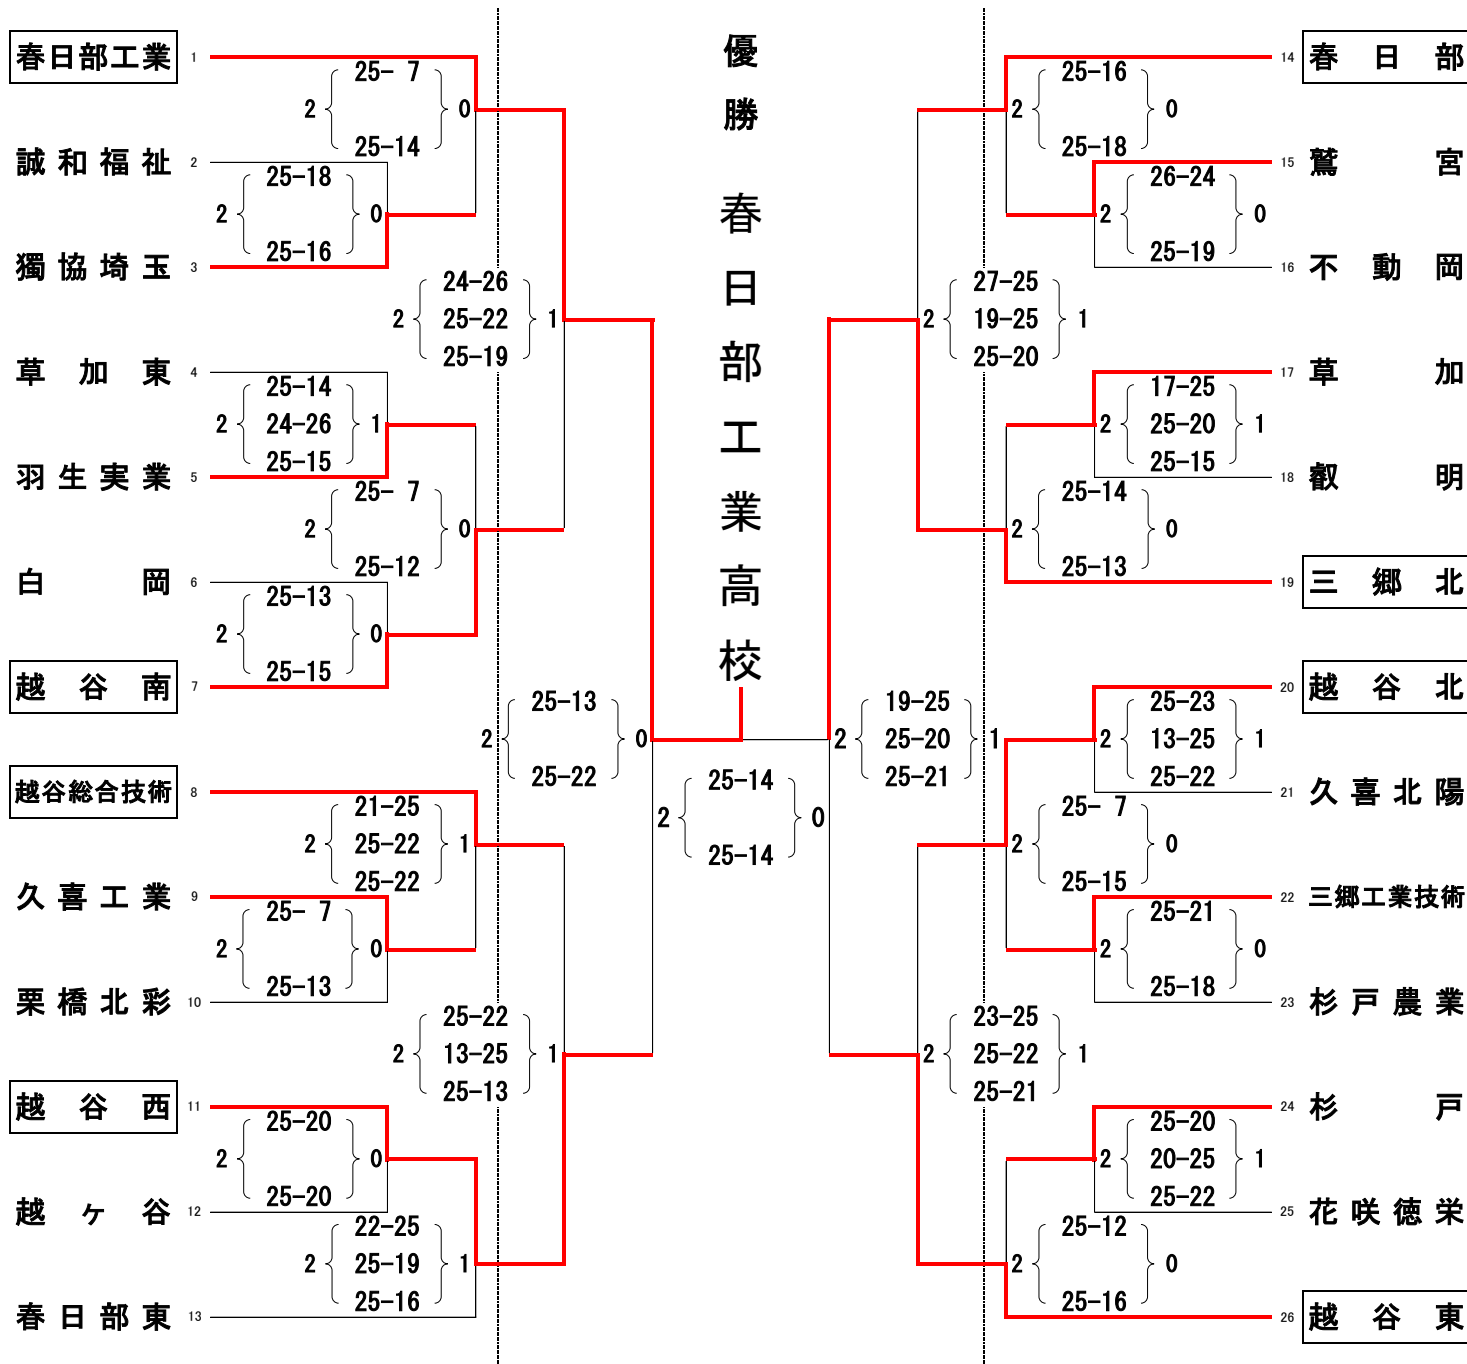 優勝 春日部工業高校
春日部工業 1
25- 7
2 0
25-14
誠和福祉 2
25-18
2 0
25-16
獨協埼玉 3
24-26
2 25-22 1
25-19
草加東 4
25-14
2 24-26 1
25-15
羽生実業 5
25- 7
2 0
25-12
白岡 6
25-13
2 0
25-15
越谷南 7
25-13
2 0
25-22
越谷総合技術 8
21-25
2 25-22 1
25-22
久喜工業 9
25- 7
2 0
25-13
栗橋北彩 10
25-22
2 13-25 1
25-13
越谷西 11
25-20
2 0
25-20
越ヶ谷 12
22-25
2 25-19 1
25-16
春日部東 13
25-14
2 0
25-14
14 春日部
25-16
2 0
25-18
15 鷲宮
26-24
2 0
25-19
16 不動岡
27-25
2 19-25 1
25-20
17 草加
17-25
2 25-20 1
25-15
18 叡明
25-14
2 0
25-13
19 三郷北
19-25
2 25-20 1
25-21
20 越谷北
25-23
2 13-25 1
25-22
21 久喜北陽
25- 7
2 0
25-15
22 三郷工業技術
25-21
2 0
25-18
23 杉戸農業
23-25
2 25-22 1
25-21
24 杉戸
25-20
2 20-25 1
25-22
25 花咲徳栄
25-12
2 0
25-16
26 越谷東